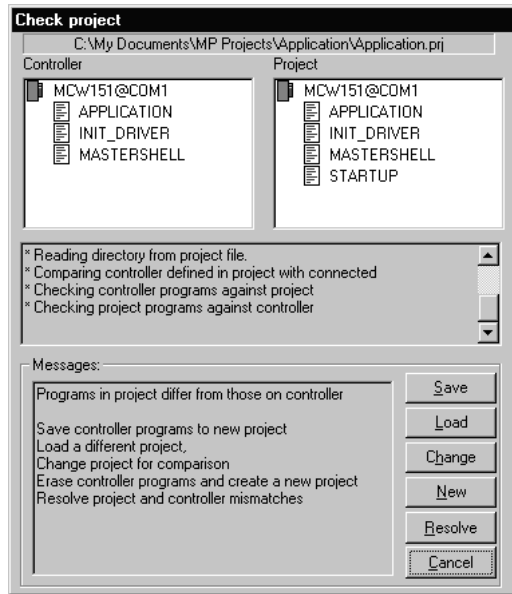 Check project
C:\My Documents\MP Projects\Application\Application.prj
Controller
Project
MCW151@COM1
APPLICATION
INIT_DRIVER
MASTERSHELL
MCW151@COM1
APPLICATION
INIT_DRIVER
MASTERSHELL
STARTUP
* Reading directory from project file.
* Comparing controller defined in project with connected
* Checking controller programs against project
* Checking project programs against controller
Messages:
Programs in project differ from those on controller
Save controller programs to new project
Load a different project,
Change project for comparison
Erase controller programs and create a new project
Resolve project and controller mismatches
Save
Load
Change
New
Resolve
Cancel